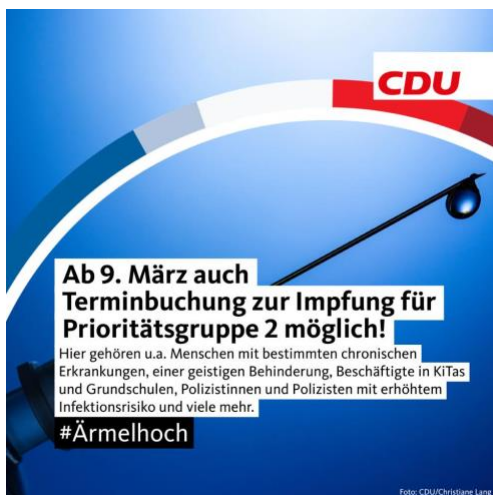 CDU
Ab 9. März auch
Terminbuchung zur Impfung für
Prioritätsgruppe 2 möglich!
Hier gehören u.a. Menschen mit bestimmten chronischen
Erkrankungen, einer geistigen Behinderung, Beschäftigte in KiTas
und Grundschulen, Polizistinnen und Polizisten mit erhöhtem
Infektionsrisiko und viele mehr.
#Ärmelhoch
Foto: CDU/Christiane Lang